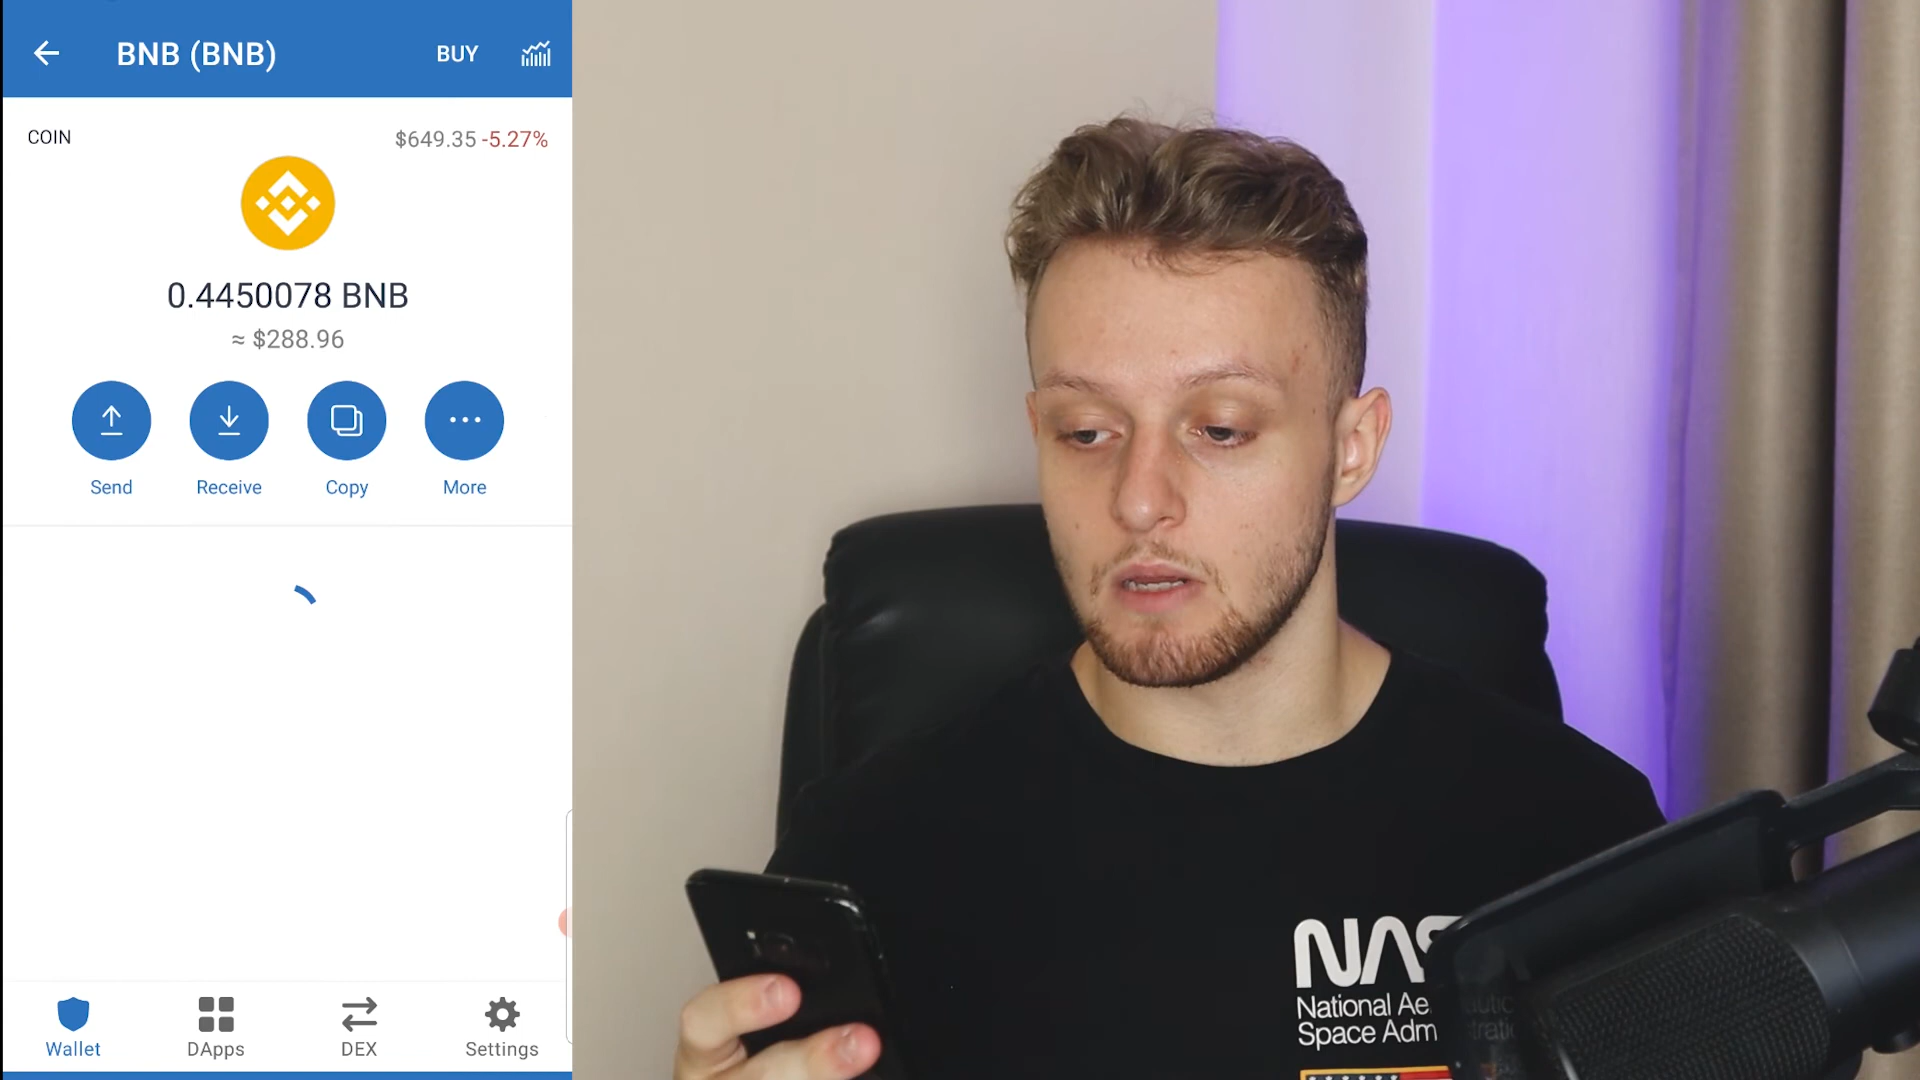 BNB (BNB)
BUY
COIN
$649.35 -5.27%
0.4450078 BNB
≈ $288.96
Send
Receive
Copy
More
Wallet
DApps
DEX
Settings
National Ae
Space Adm